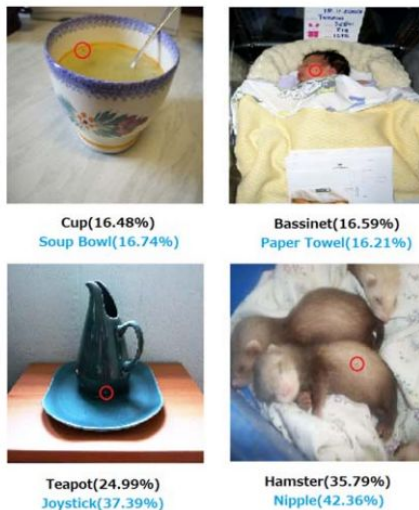 Cup(16.48%)
Soup Bowl(16.74%)
Bassinet(16.59%)
Paper Towel(16.21%)
Teapot(24.99%)
Joystick(37.39%)
Hamster(35.79%)
Nipple(42.36%)